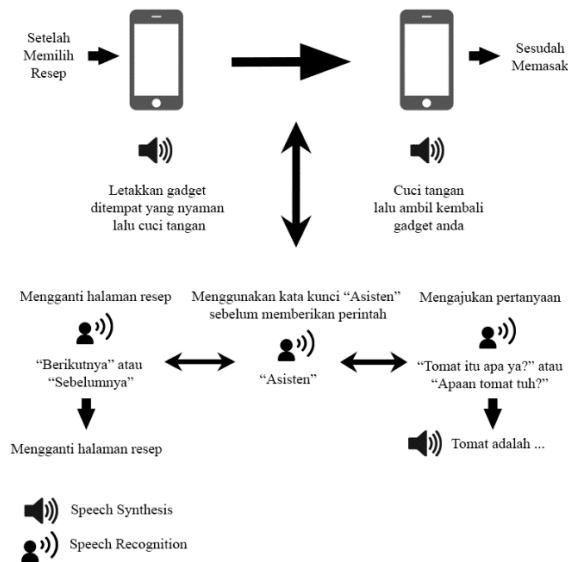 Setelah
Memilih
Resep
Sesudah
Memasak
Letakkan gadget
ditempat yang nyaman
lalu cuci tangan
Cuci tangan
lalu ambil kembali
gadget anda
Mengganti halaman resep
Menggunakan kata kunci “Asisten”
sebelum memberikan perintah
Mengajukan pertanyaan
“Berikutnya” atau
“Sebelumnya”
“Asisten”
“Tomat itu apa ya?” atau
“Apaan tomat tuh?”
Mengganti halaman resep
Tomat adalah ...
Speech Synthesis
Speech Recognition